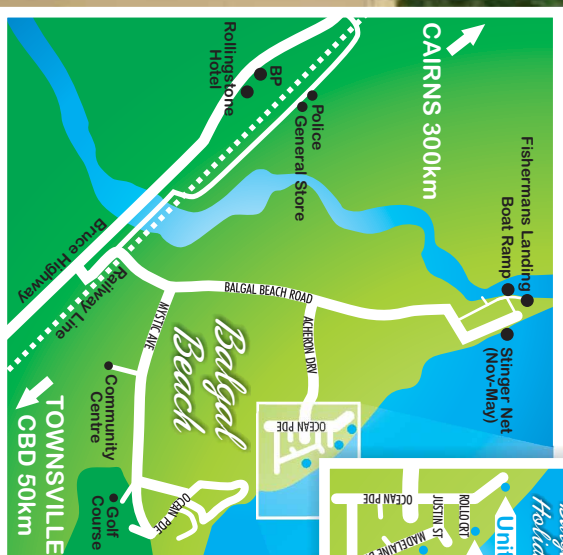 CAIRNS 300km
Rollingstone
Hotel
BP
Police
General Store
Fishermans Landing
Boat Ramp
Stinger Net
(Nov-May)
Bruce Highway
Railway Line
BALGAL BEACH ROAD
MYSTIC AVE
ACHERON DRV
Balgal
Beach
OCEAN PDE
Community
Centre
OCEAN PDE
Golf
Course
TOWNSVILLE
CBD 50km
OCEAN PDE
JUSTIN ST
ROLLO CRT
MADELAINE